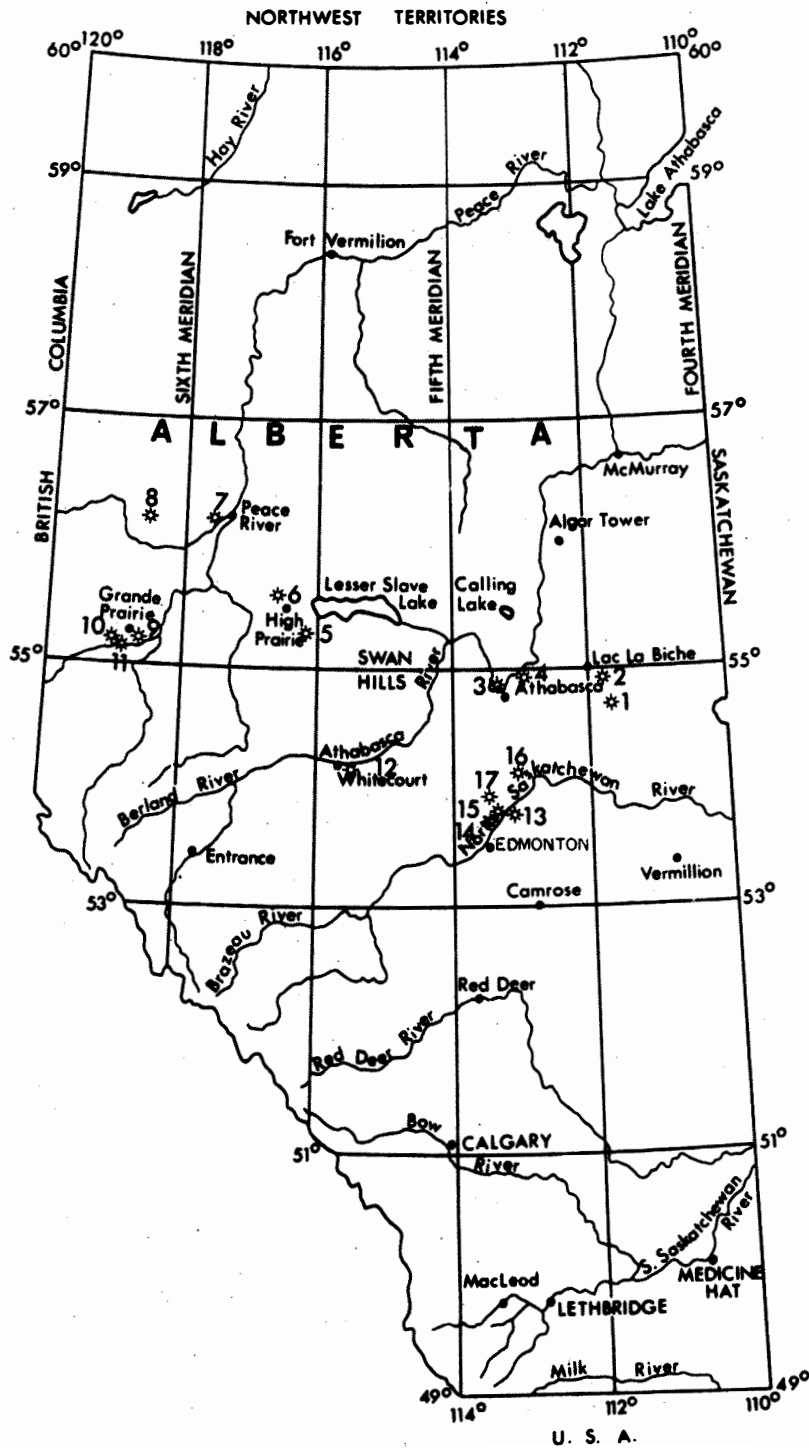 NORTHWEST TERRITORIES
60° 120° 118° 116° 114° 112° 110° 60°
Hay River
59°
Peace River
Lake Athabasca
59°
Fort Vermilion
COLUMBIA
SIXTH MERIDIAN
FIFTH MERIDIAN
FOURTH MERIDIAN
57°
57°
ALBERTA
McMurray
SASKATCHEWAN
BRITISH
8
7
Peace
River
Algar Tower
6
Lesser Slave
Lake
Calling
Lake
Grande
Prairie
High
Prairie
5
10
9
11
55°
SWAN
HILLS
Lac La Biche
55°
3
4
Athabasca
2
1
Athabasca River
12
Whitecourt
Berland River
16
17
15
14
13
North Saskatchewan River
EDMONTON
Entrance
Vermillion
53°
Camrose
53°
Brazeau River
Red Deer
Red Deer River
Bow River
CALGARY
51°
51°
S. Saskatchewan River
MacLeod
MEDICINE
HAT
LETHBRIDGE
Milk River
49°
114° 112° 110° 49°
U. S. A.